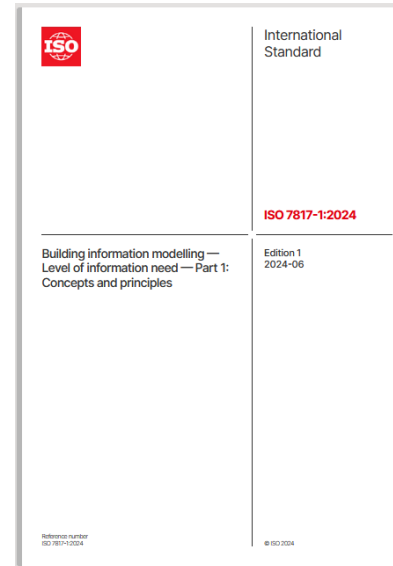 ISO
International
Standard
ISO 7817-1:2024
Building information modelling —
Level of information need — Part 1:
Concepts and principles
Edition 1
2024-06
Reference number
ISO 7817-1:2024
© ISO 2024